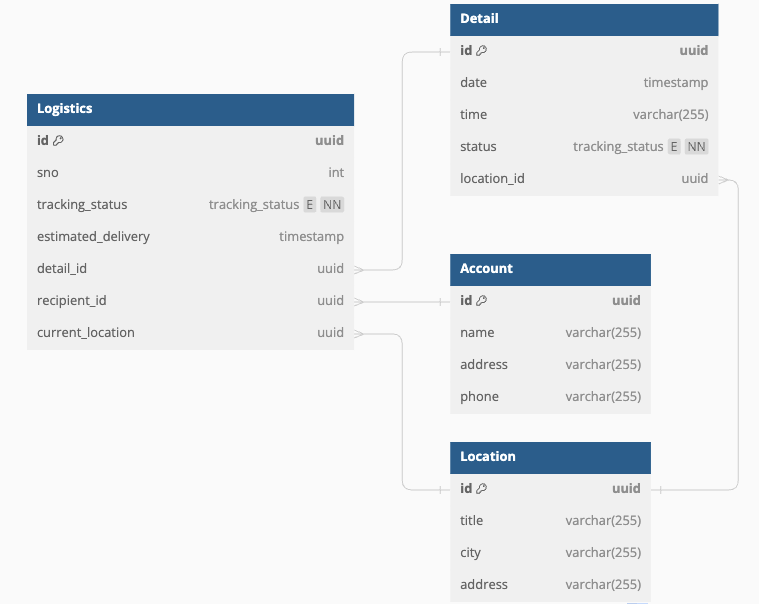 Detail
id uuid
date timestamp
time varchar(255)
status tracking_status E NN
location_id uuid
Logistics
id uuid
sno int
tracking_status tracking_status E NN
estimated_delivery timestamp
detail_id uuid
recipient_id uuid
current_location uuid
Account
id uuid
name varchar(255)
address varchar(255)
phone varchar(255)
Location
id uuid
title varchar(255)
city varchar(255)
address varchar(255)